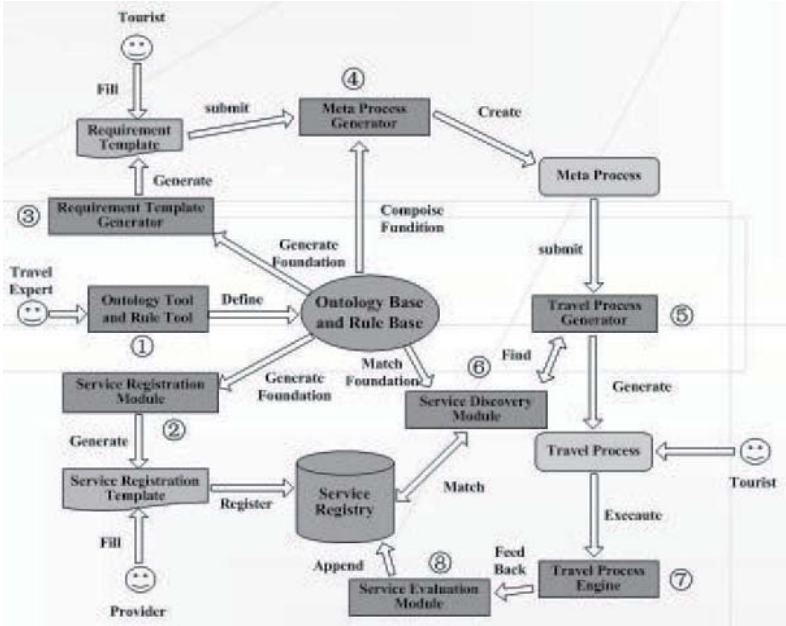 Tourist
Fill
Requirement
Template
submit
④
Meta Process
Generator
Create
Meta Process
Generate
③
Requirement Template
Generator
Generate
Foundation
Compoise
Fundition
submit
Travel
Expert
Ontology Tool
and Rule Tool
①
Define
Ontology Base
and Rule Base
Travel Process
Generator
⑤
Generate
Foundation
Match
Foundation
⑥
Find
Service Registration
Module
②
Service Discovery
Module
Generate
Generate
Travel Process
Tourist
Service Registration
Template
Register
Service
Registry
Match
Execaute
Fill
Provider
Append
⑧
Service Evaluation
Module
Feed
Back
Travel Process
Engine
⑦